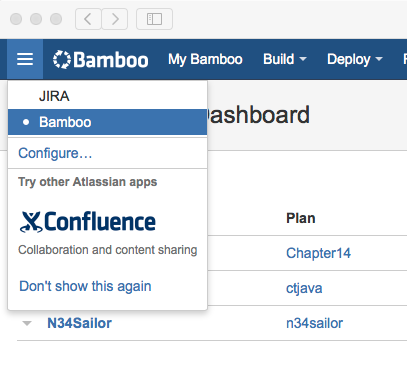 Bamboo My Bamboo Build Deploy
JIRA
Bamboo
Configure...
Try other Atlassian apps
Confluence
Collaboration and content sharing
Don't show this again
Plan
Chapter14
ctjava
N34Sailor n34sailor